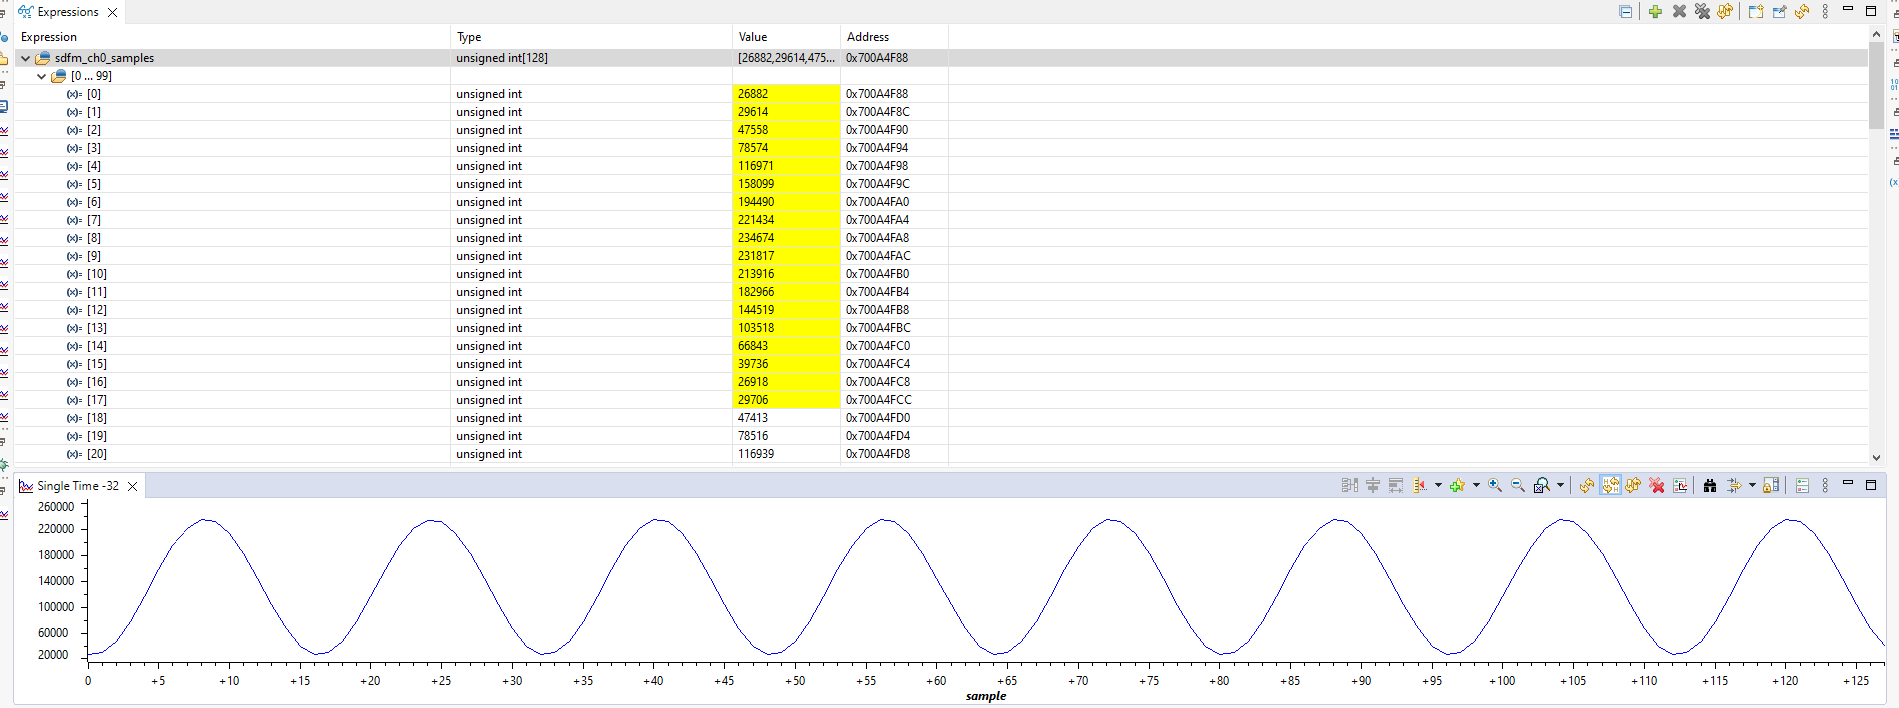 Expressions
Expression Type Value Address
sdfm_ch0_samples unsigned int[128] [26882,29614,475... 0x700A4F88
[0 ... 99]
(x)= [0] unsigned int 26882 0x700A4F88
(x)= [1] unsigned int 29614 0x700A4F8C
(x)= [2] unsigned int 47558 0x700A4F90
(x)= [3] unsigned int 78574 0x700A4F94
(x)= [4] unsigned int 116971 0x700A4F98
(x)= [5] unsigned int 158099 0x700A4F9C
(x)= [6] unsigned int 194490 0x700A4FA0
(x)= [7] unsigned int 221434 0x700A4FA4
(x)= [8] unsigned int 234674 0x700A4FA8
(x)= [9] unsigned int 231817 0x700A4FAC
(x)= [10] unsigned int 213916 0x700A4FB0
(x)= [11] unsigned int 182966 0x700A4FB4
(x)= [12] unsigned int 144519 0x700A4FB8
(x)= [13] unsigned int 103518 0x700A4FBC
(x)= [14] unsigned int 66843 0x700A4FC0
(x)= [15] unsigned int 39736 0x700A4FC4
(x)= [16] unsigned int 26918 0x700A4FC8
(x)= [17] unsigned int 29706 0x700A4FCC
(x)= [18] unsigned int 47413 0x700A4FD0
(x)= [19] unsigned int 78516 0x700A4FD4
(x)= [20] unsigned int 116939 0x700A4FD8
Single Time -32
260000
220000
180000
140000
100000
60000
20000
0 +5 +10 +15 +20 +25 +30 +35 +40 +45 +50 +55 +60 +65 +70 +75 +80 +85 +90 +95 +100 +105 +110 +115 +120 +125
sample